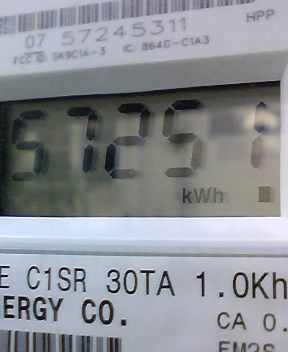 HPP
07 57245311
FCC ID: SK9C1A-3 IC: 864G-C1A3
57251
kWh
E C1SR 30TA 1.0Kh
ERGY CO.
CA 0.
FM2S